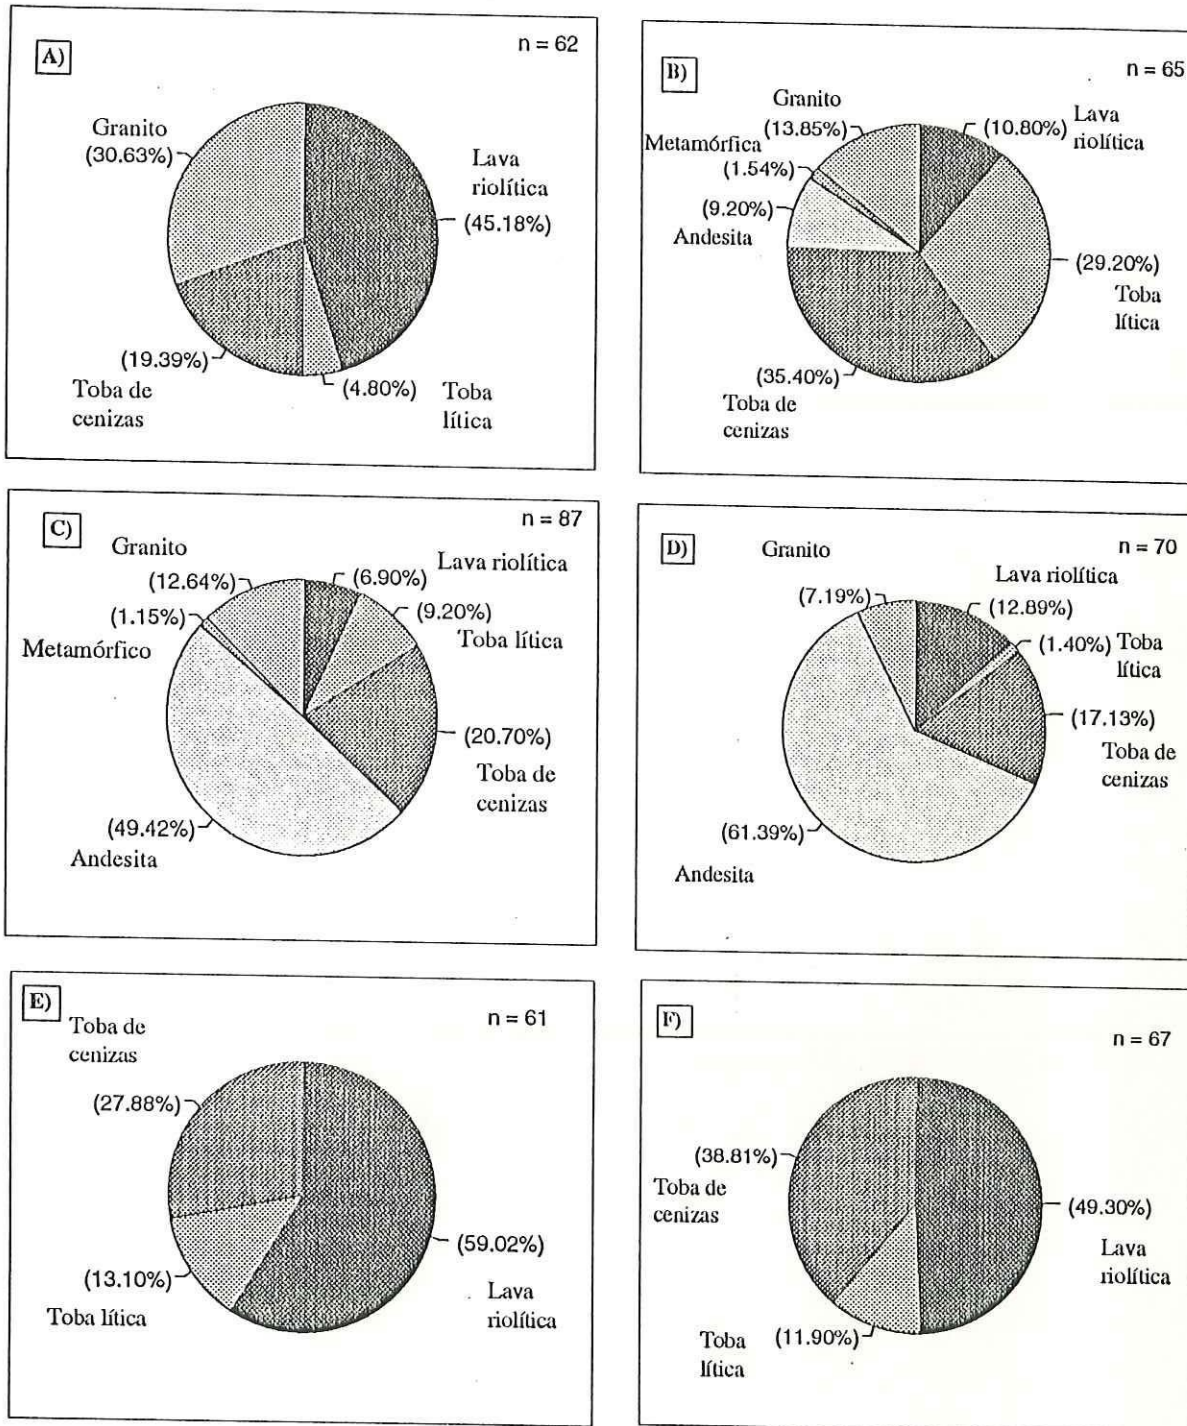 A)
n = 62
Granito
(30.63%)
Lava
riolítica
(45.18%)
(19.39%)
Toba de
cenizas
(4.80%)
Toba
lítica
B)
n = 65
Granito
(13.85%)
Metamórfica
(1.54%)
(9.20%)
Andesita
(10.80%)
Lava
riolítica
(29.20%)
Toba
lítica
(35.40%)
Toba de
cenizas
C)
n = 87
Granito
(12.64%)
(1.15%)
Metamórfico
(6.90%)
Lava riolítica
(9.20%)
Toba lítica
(20.70%)
Toba de
cenizas
(49.42%)
Andesita
D)
n = 70
Granito
(7.19%)
Lava riolítica
(12.89%)
(1.40%)
Toba
lítica
(17.13%)
Toba de
cenizas
(61.39%)
Andesita
E)
n = 61
Toba de
cenizas
(27.88%)
(13.10%)
Toba lítica
(59.02%)
Lava
riolítica
F)
n = 67
(38.81%)
Toba de
cenizas
(49.30%)
Lava
riolítica
Toba
lítica
(11.90%)